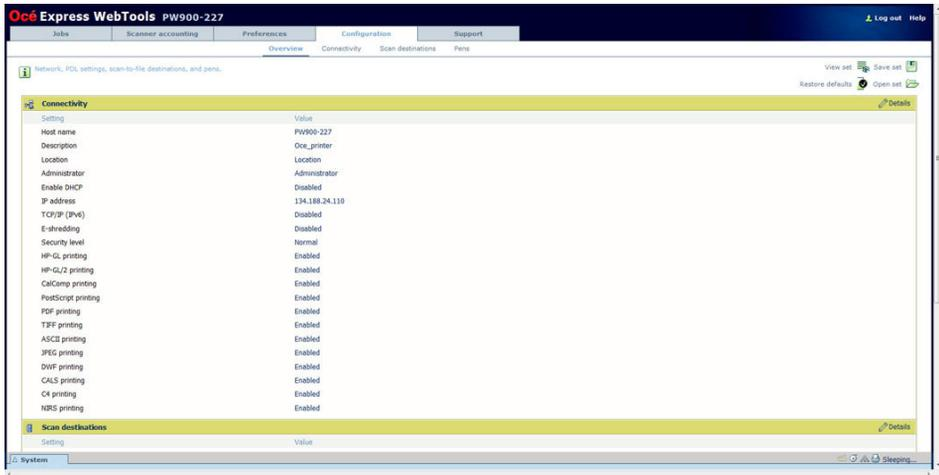 Océ Express WebTools PW900-227
Log out Help
Jobs Scanner accounting Preferences Configuration Support
Overview Connectivity Scan destinations Pens
Network, PDL settings, scan-to-file destinations, and pens.
View set Save set
Restore defaults Open set
Connectivity Details
Setting Value
Host name PW900-227
Description Oce_printer
Location Location
Administrator Administrator
Enable DHCP Disabled
IP address 134.188.24.110
TCP/IP (IPv6) Disabled
E-shredding Disabled
Security level Normal
HP-GL printing Enabled
HP-GL/2 printing Enabled
CalComp printing Enabled
PostScript printing Enabled
PDF printing Enabled
TIFF printing Enabled
ASCII printing Enabled
JPEG printing Enabled
DWF printing Enabled
CALS printing Enabled
C4 printing Enabled
NIRS printing Enabled
Scan destinations Details
Setting Value
System Sleeping...